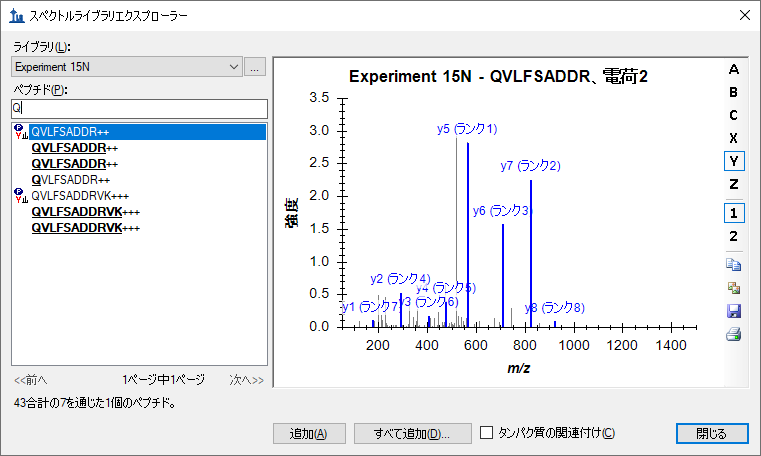 スペクトルライブラリエクスプローラー
ライブラリ(L):
Experiment 15N
...
ペプチド(P):
Q
QVLFSADDR++
QVLFSADDR++
QVLFSADDR++
QVLFSADDR++
QVLFSADDRVK+++
QVLFSADDRVK+++
QVLFSADDRVK+++
<<前へ 1ページ中1ページ 次へ>>
43合計の7を通じた1個のペプチド。
Experiment 15N - QVLFSADDR、電荷2
強度
3.5
3.0
2.5
2.0
1.5
1.0
0.5
0.0
y5 (ランク1)
y7 (ランク2)
y6 (ランク3)
y2 (ランク4)
y4 (ランク5)
y3 (ランク6)
y1 (ランク7)
y8 (ランク8)
200 400 600 800 1000 1200 1400
m/z
A
B
C
X
Y
Z
1
2
追加(A) すべて追加(D)... タンパク質の関連付け(C) 閉じる